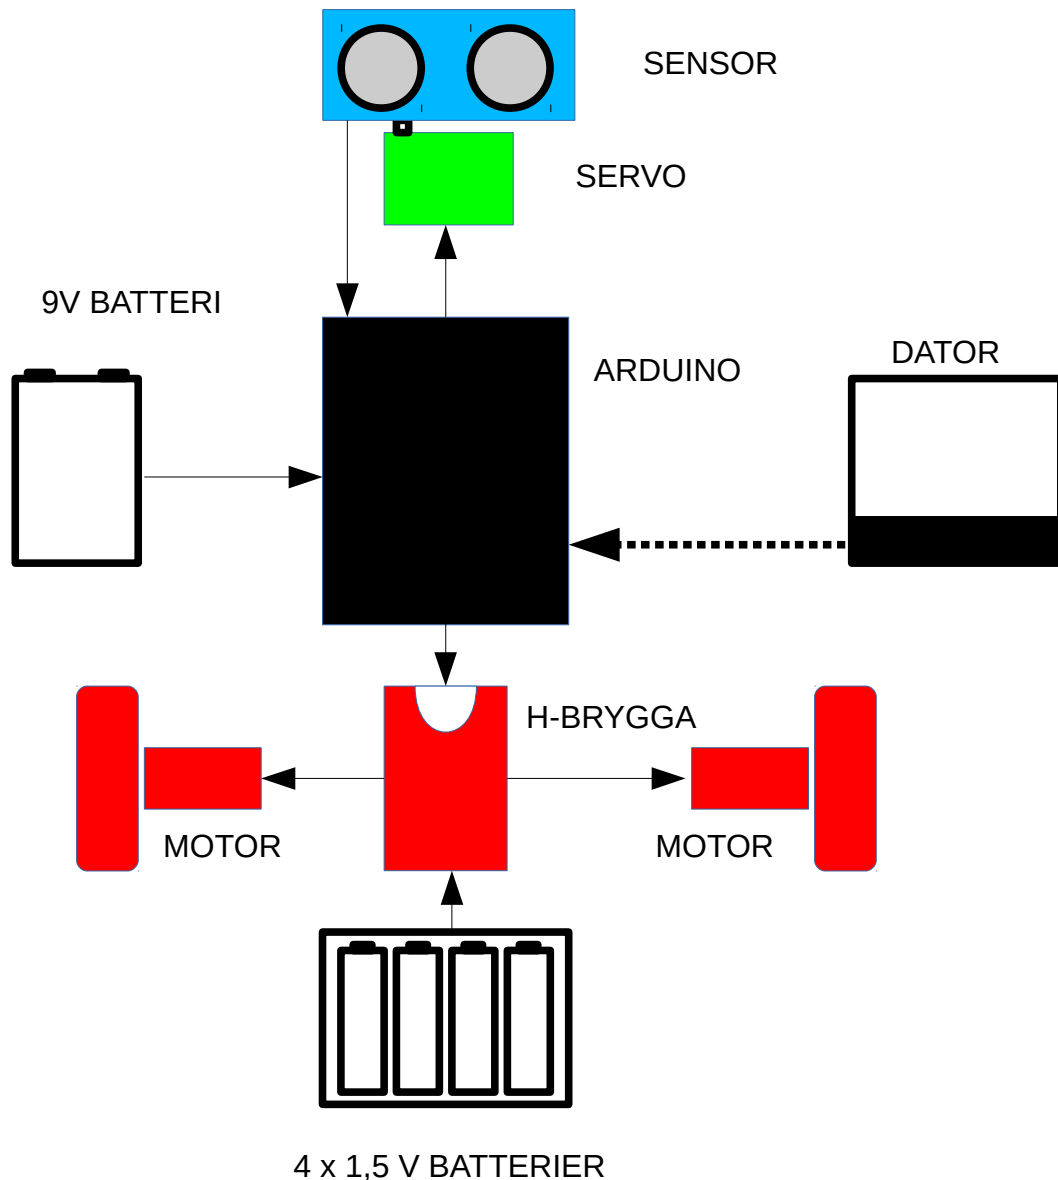 SENSOR
SERVO
9V BATTERI
DATOR
ARDUINO
H-BRYGGA
MOTOR
MOTOR
4 x 1,5 V BATTERIER